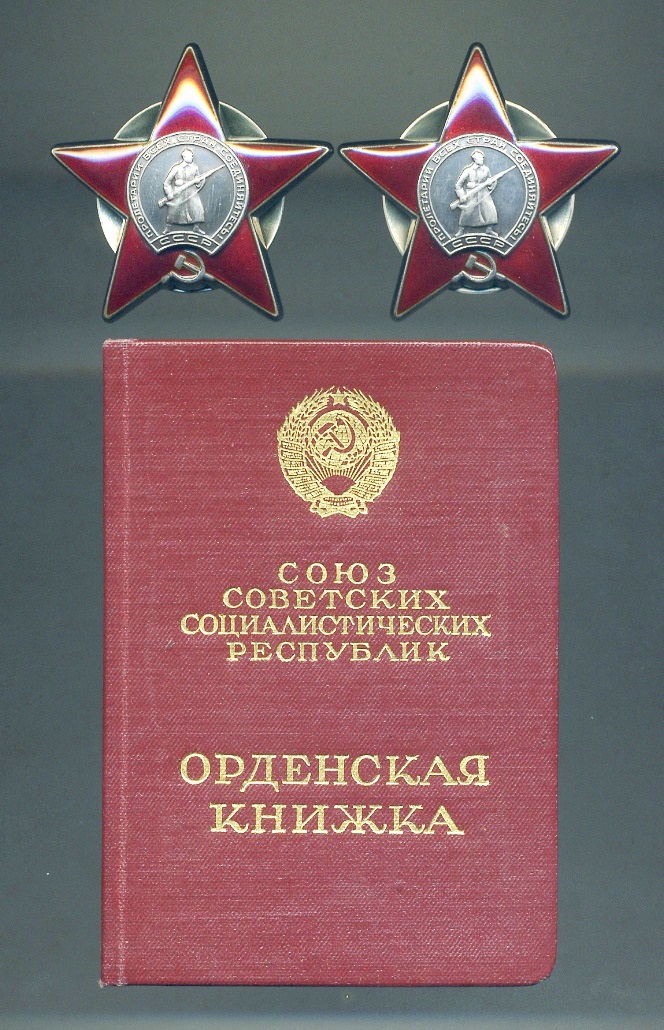 ПРОЛЕТАРИИ ВСЕХ СТРАН СОЕДИНЯЙТЕСЬ!
СССР
ПРОЛЕТАРИИ ВСЕХ СТРАН СОЕДИНЯЙТЕСЬ!
СССР
СОЮЗ
СОВЕТСКИХ
СОЦИАЛИСТИЧЕСКИХ
РЕСПУБЛИК
ОРДЕНСКАЯ
КНИЖКА